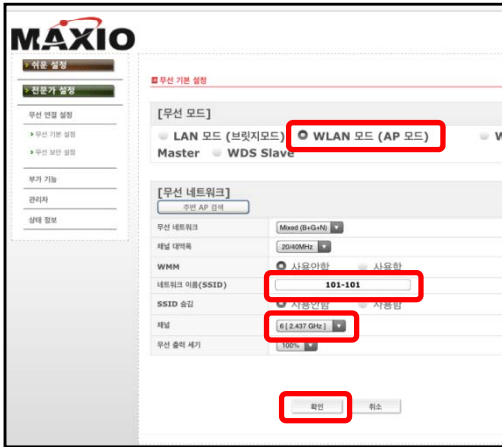 MAXIO
쉬운 설정
전문가 설정
무선 연결 설정
무선 기본 설정
무선 보안 설정
부가 기능
관리자
상태 정보
무선 기본 설정
[무선 모드]
LAN 모드 (브릿지모드) WLAN 모드 (AP 모드) W
Master WDS Slave
[무선 네트워크]
주변 AP 검색
무선 네트워크 Mixed (B+G+N)
채널 대역폭 20/40MHz
WMM 사용안함 사용함
네트워크 이름(SSID) 101-101
SSID 숨김 사용안함 사용함
채널 6 [ 2.437 GHz ]
무선 출력 세기 100%
확인 취소